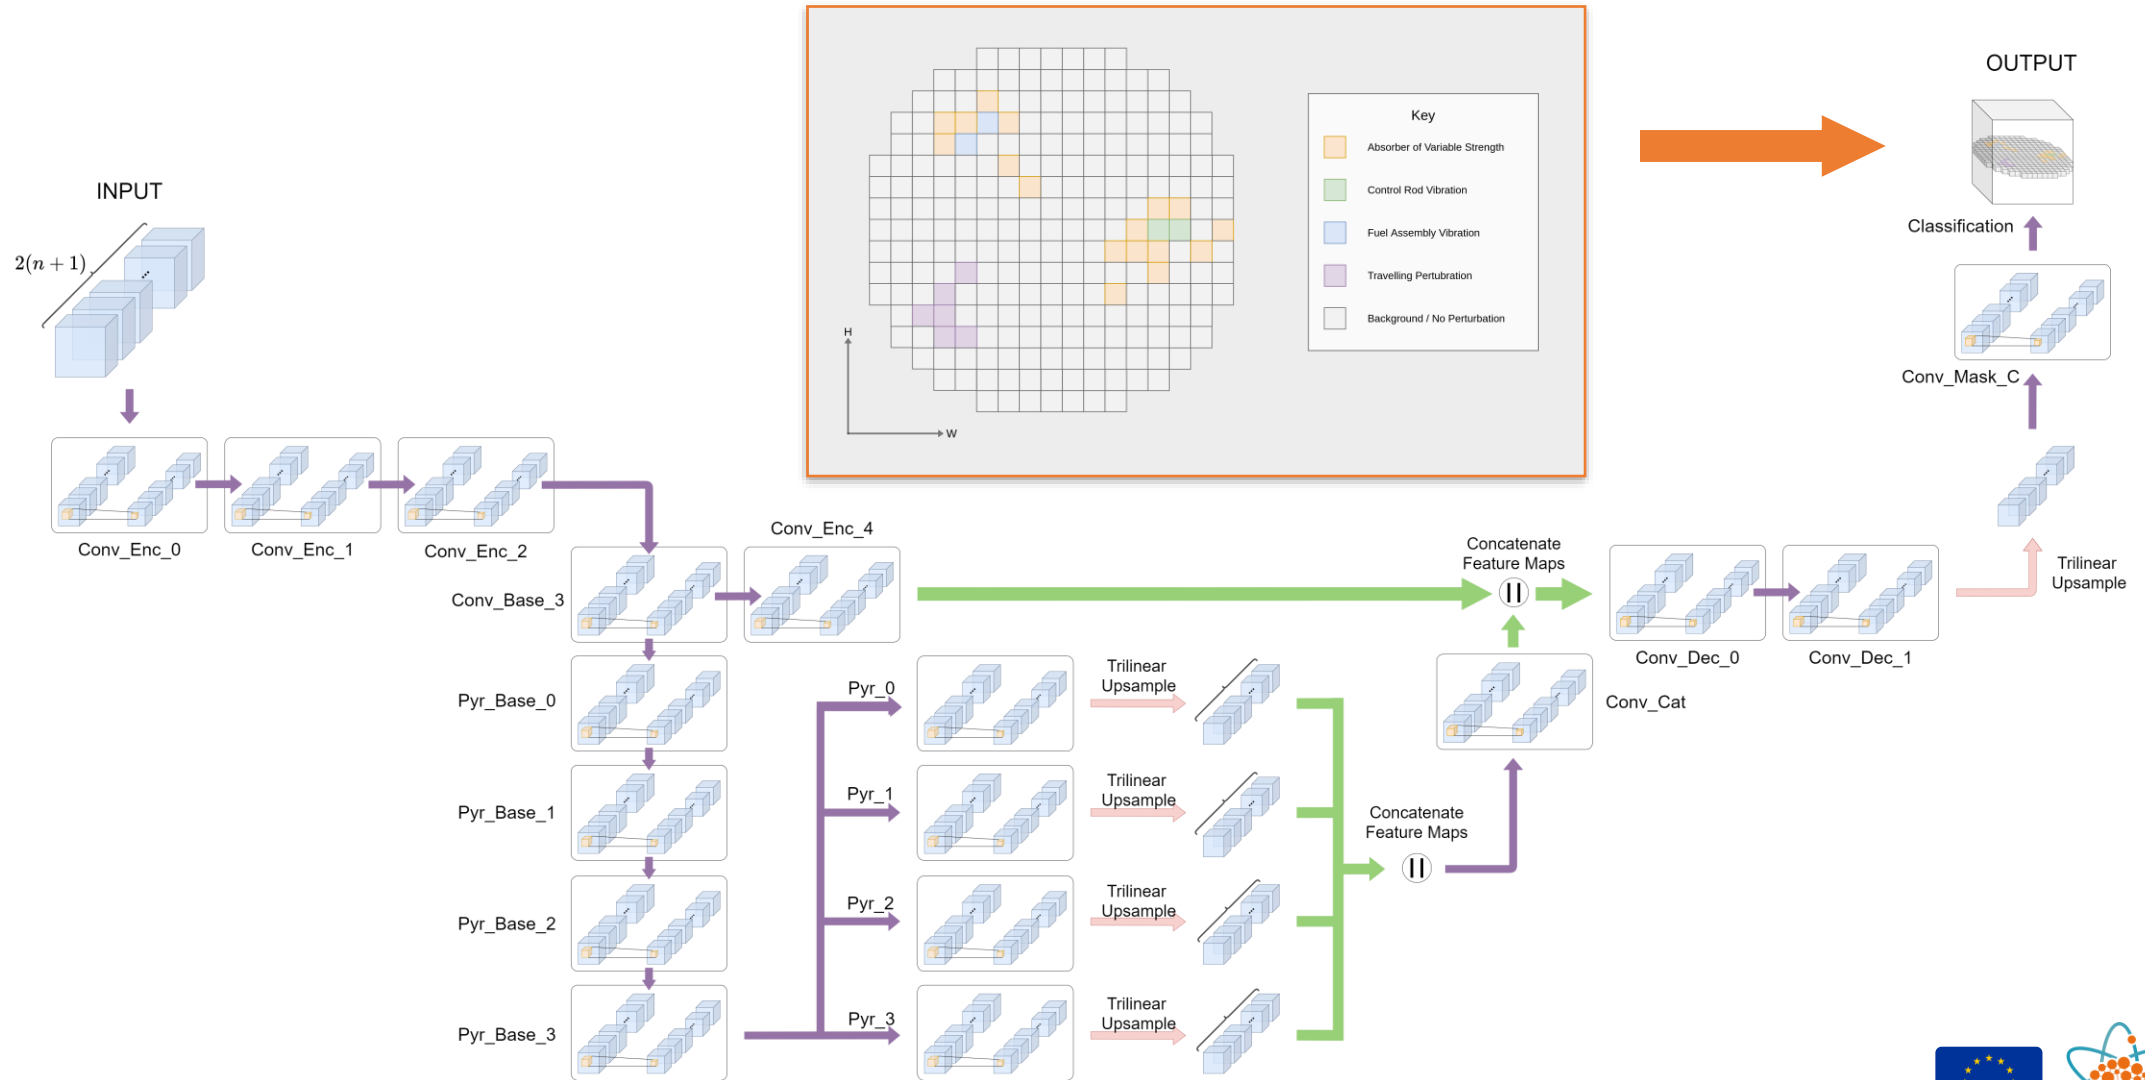 OUTPUT
Key
Absorber of Variable Strength
Control Rod Vibration
Fuel Assembly Vibration
Travelling Pertubration
Background / No Perturbation
H
W
INPUT
2(n + 1)
...
Classification
Conv_Mask_C
Conv_Enc_0
Conv_Enc_1
Conv_Enc_2
Conv_Enc_4
Conv_Base_3
Concatenate
Feature Maps
||
Trilinear
Upsample
Conv_Dec_0
Conv_Dec_1
Pyr_Base_0
Pyr_0
Trilinear
Upsample
Conv_Cat
Pyr_Base_1
Pyr_1
Trilinear
Upsample
Concatenate
Feature Maps
||
Pyr_Base_2
Pyr_2
Trilinear
Upsample
Pyr_Base_3
Pyr_3
Trilinear
Upsample